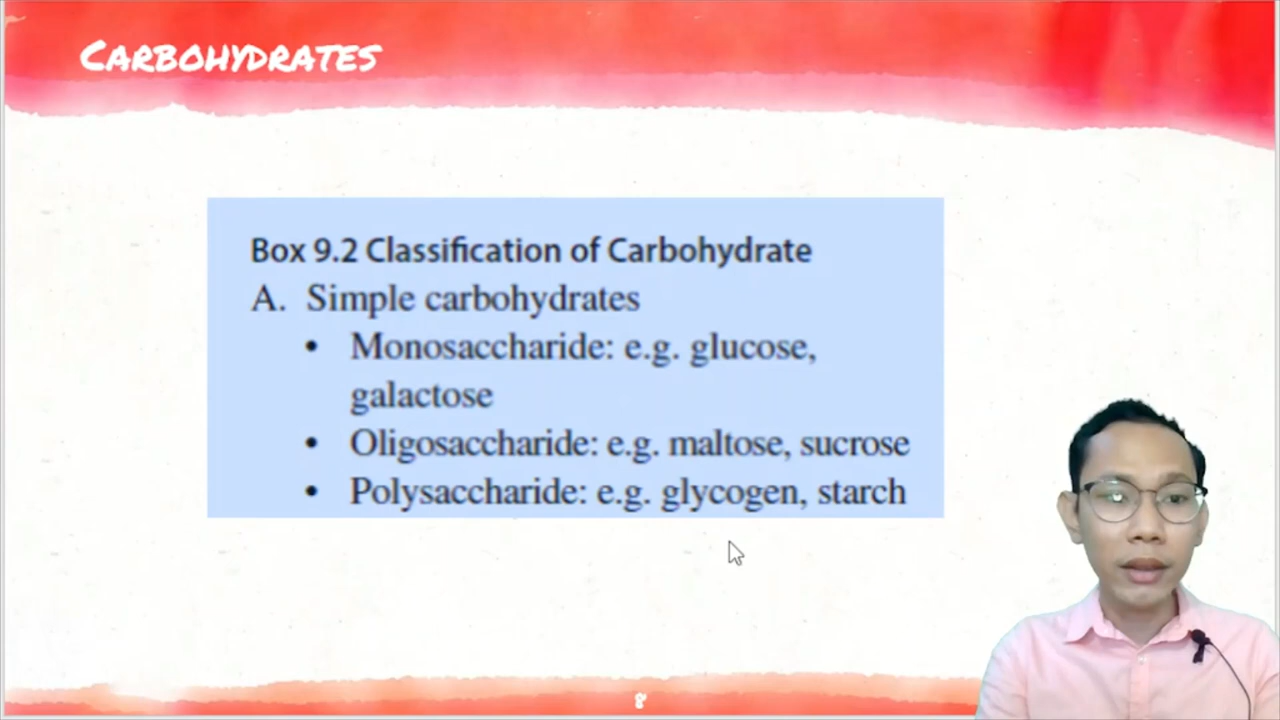 CARBOHYDRATES
Box 9.2 Classification of Carbohydrate
A. Simple carbohydrates
• Monosaccharide: e.g. glucose,
galactose
• Oligosaccharide: e.g. maltose, sucrose
• Polysaccharide: e.g. glycogen, starch
8